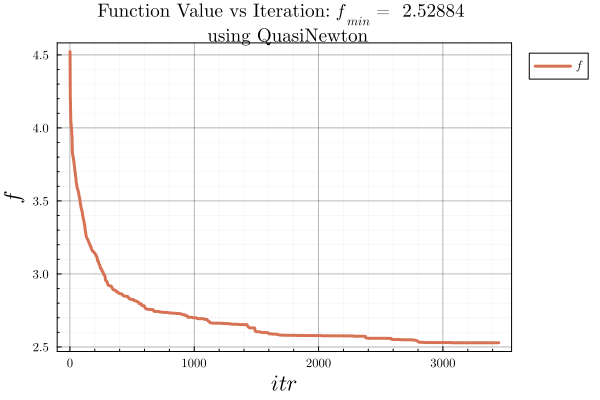 Function Value vs Iteration: f_min = 2.52884
using QuasiNewton
f
4.5
4.0
3.5
3.0
2.5
f
0
1000
2000
3000
itr